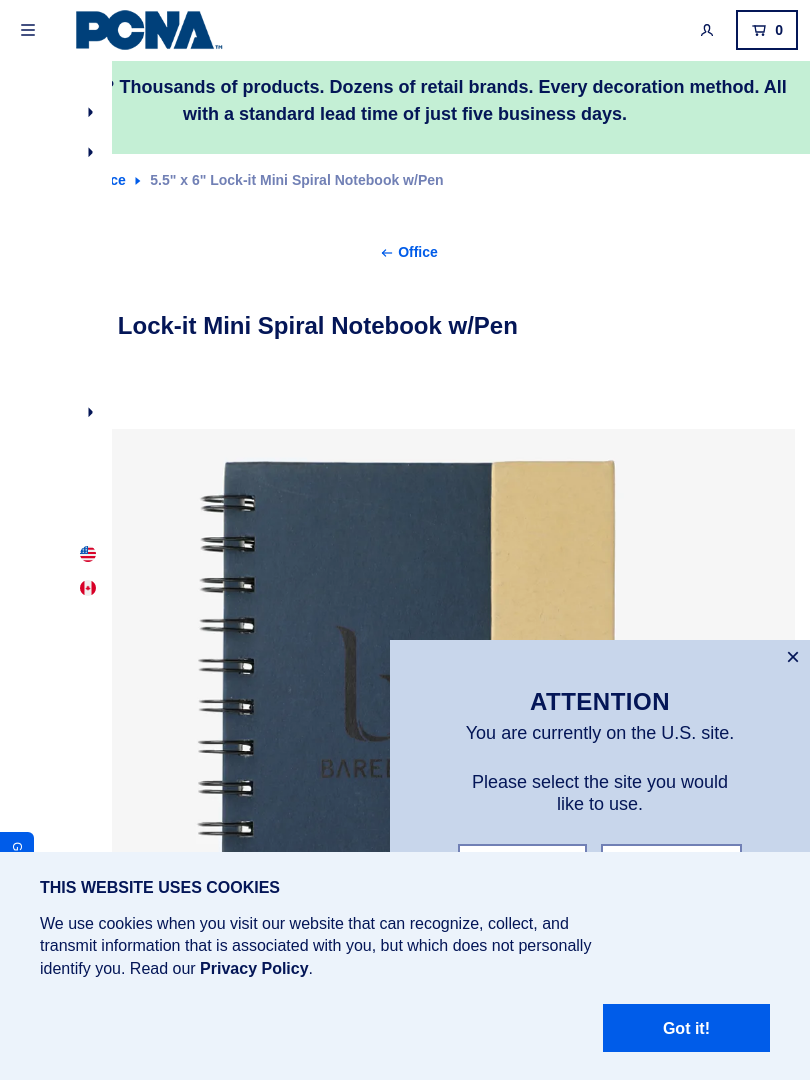 PCNA™
0
Thousands of products. Dozens of retail brands. Every decoration method. All
with a standard lead time of just five business days.
5.5" x 6" Lock-it Mini Spiral Notebook w/Pen
Office
Lock-it Mini Spiral Notebook w/Pen
ATTENTION
You are currently on the U.S. site.
Please select the site you would
like to use.
G
THIS WEBSITE USES COOKIES
We use cookies when you visit our website that can recognize, collect, and
transmit information that is associated with you, but which does not personally
identify you. Read our Privacy Policy.
Got it!